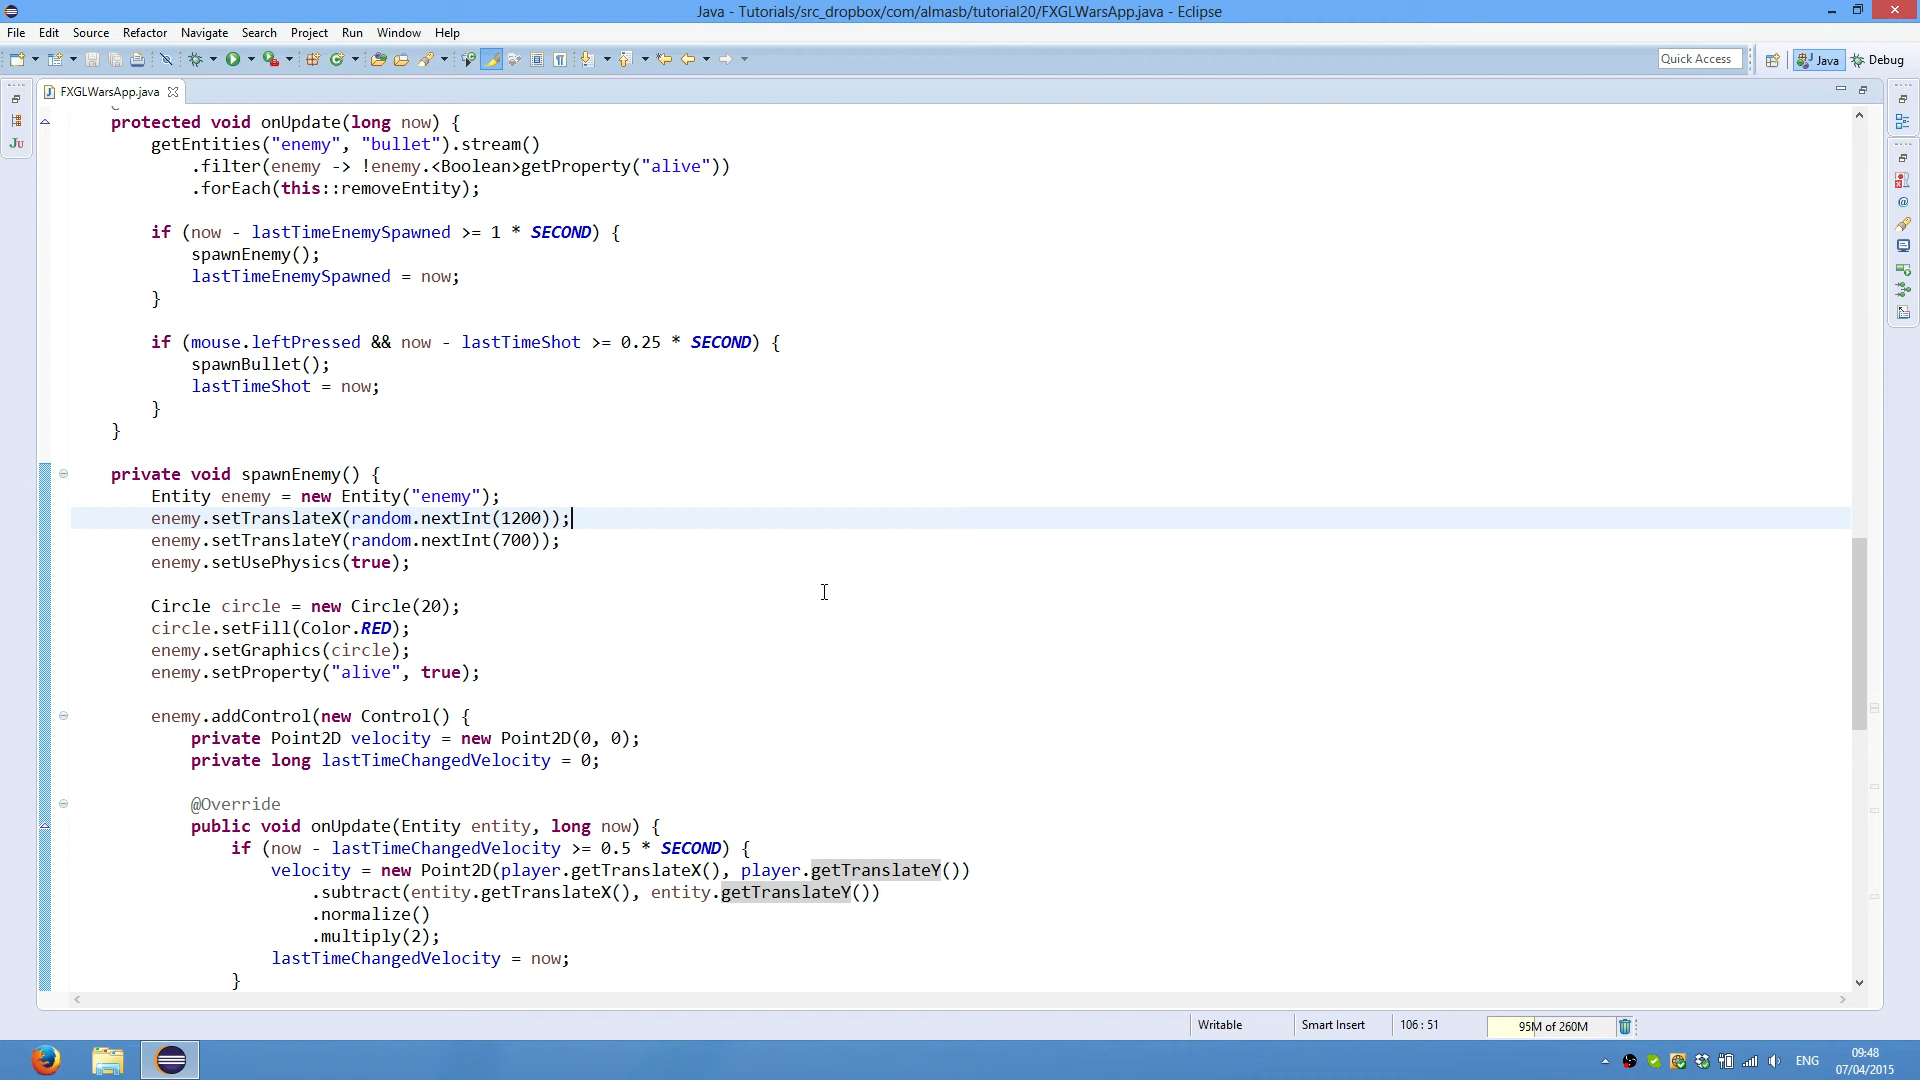 Java - Tutorials/src_dropbox/com/almasb/tutorial20/FXGLWarsApp.java - Eclipse
File Edit Source Refactor Navigate Search Project Run Window Help
Quick Access Java Debug
FXGLWarsApp.java
protected void onUpdate(long now) {
getEntities("enemy", "bullet").stream()
.filter(enemy -> !enemy.<Boolean>getProperty("alive"))
.forEach(this::removeEntity);
if (now - lastTimeEnemySpawned >= 1 * SECOND) {
spawnEnemy();
lastTimeEnemySpawned = now;
}
if (mouse.leftPressed && now - lastTimeShot >= 0.25 * SECOND) {
spawnBullet();
lastTimeShot = now;
}
}
private void spawnEnemy() {
Entity enemy = new Entity("enemy");
enemy.setTranslateX(random.nextInt(1200));
enemy.setTranslateY(random.nextInt(700));
enemy.setUsePhysics(true);
Circle circle = new Circle(20);
circle.setFill(Color.RED);
enemy.setGraphics(circle);
enemy.setProperty("alive", true);
enemy.addControl(new Control() {
private Point2D velocity = new Point2D(0, 0);
private long lastTimeChangedVelocity = 0;
@Override
public void onUpdate(Entity entity, long now) {
if (now - lastTimeChangedVelocity >= 0.5 * SECOND) {
velocity = new Point2D(player.getTranslateX(), player.getTranslateY())
.subtract(entity.getTranslateX(), entity.getTranslateY())
.normalize()
.multiply(2);
lastTimeChangedVelocity = now;
}
Writable Smart Insert 106 : 51 95M of 260M
ENG
09:48
07/04/2015